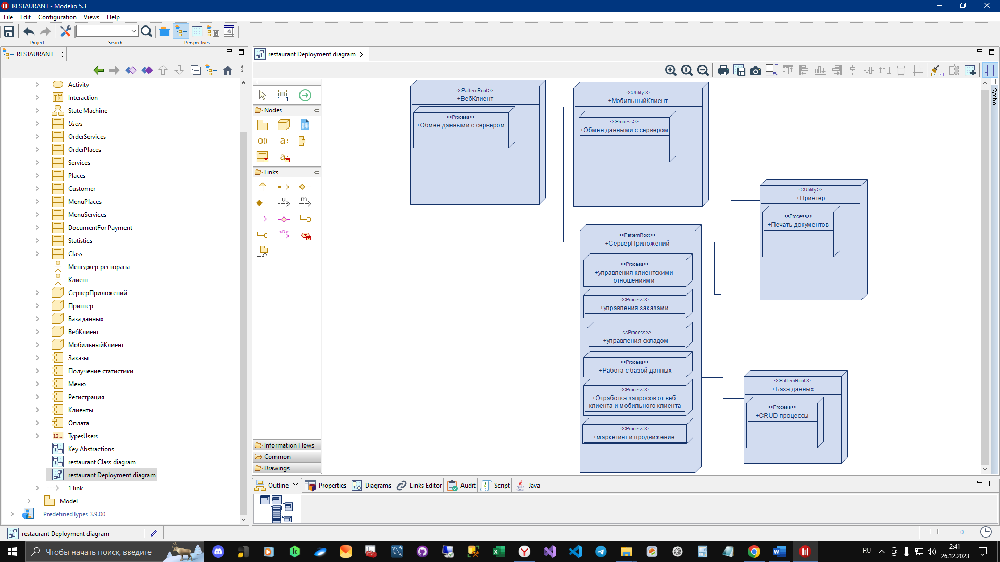 RESTAURANT - Modelio 5.3
File Edit Configuration Views Help
Project Search Perspectives
RESTAURANT
Activity
Interaction
State Machine
Users
OrderServices
OrderPlaces
Services
Places
Customer
MenuPlaces
MenuServices
DocumentFor Payment
Statistics
Class
Менеджер ресторана
Клиент
СерверПриложений
Принтер
База данных
ВебКлиент
МобильныйКлиент
Заказы
Получение статистики
Меню
Регистрация
Клиенты
Оплата
TypesUsers
Key Abstractions
restaurant Class diagram
restaurant Deployment diagram
1 link
Model
PredefinedTypes 3.9.00
restaurant Deployment diagram
restaurant Deployment diagram
Nodes
Links
Information Flows
Common
Drawings
Symbol
<<PatternRoot>>
+ВебКлиент
<<Process>>
+Обмен данными с сервером
<<Utility>>
+МобильныйКлиент
<<Process>>
+Обмен данными с сервером
<<Utility>>
+Принтер
<<Process>>
+Печать документов
<<PatternRoot>>
+СерверПриложений
<<Process>>
+управления клиентскими
отношениями
<<Process>>
+управления заказами
<<Process>>
+управления складом
<<Process>>
+Работа с базой данных
<<Process>>
+Отработка запросов от веб
клиента и мобильного клиента
<<Process>>
+маркетинг и продвижение
<<PatternRoot>>
+База данных
<<Process>>
+CRUD процессы
Outline Properties Diagrams Links Editor Audit Script Java
0
Чтобы начать поиск, введите
RU
2:41
26.12.2023